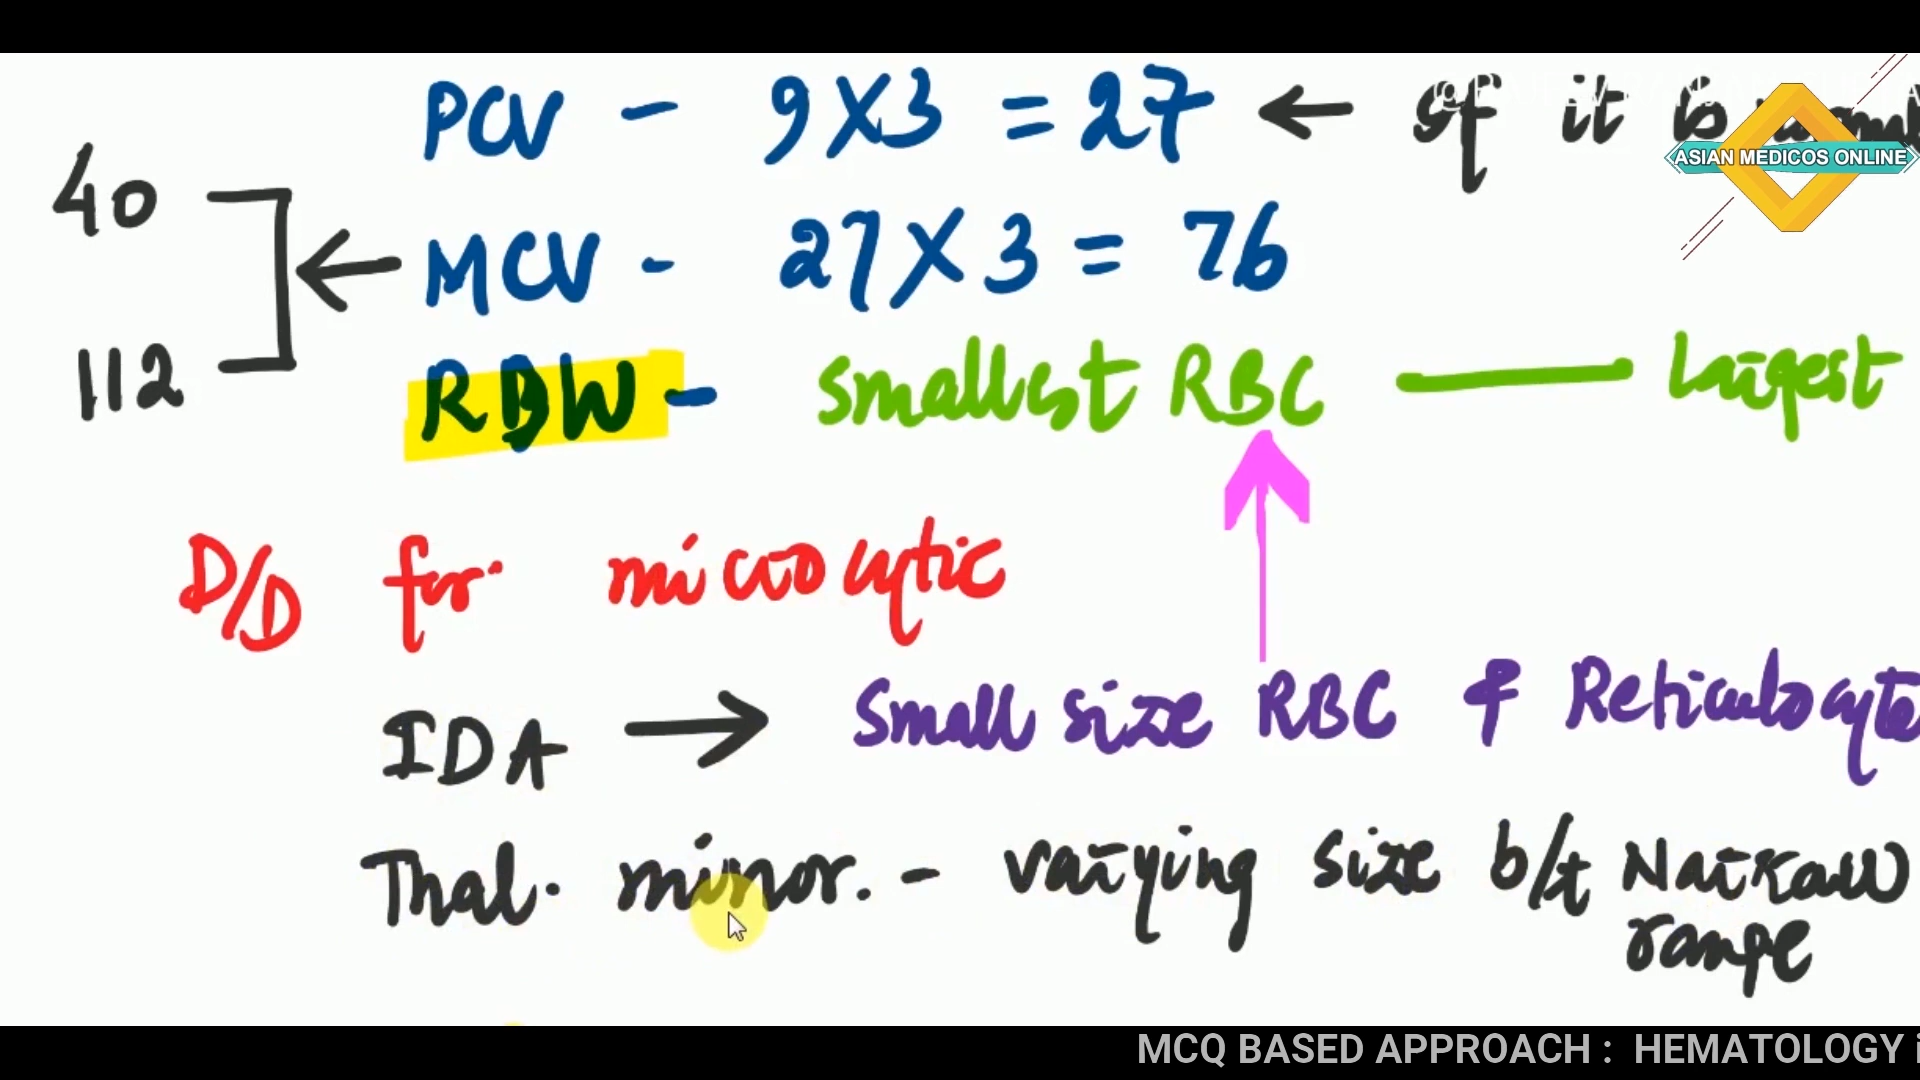 PCV - 9X3 = 27 ← If it is
ASIAN MEDICOS ONLINE
40
MCV - 27X3 = 76
112
RDW - smallest RBC — Largest
D/D for microcytic
IDA → Small size RBC & Reticulocyte
Thal. minor. - varying size b/t Narrow
range
MCQ BASED APPROACH : HEMATOLOGY i